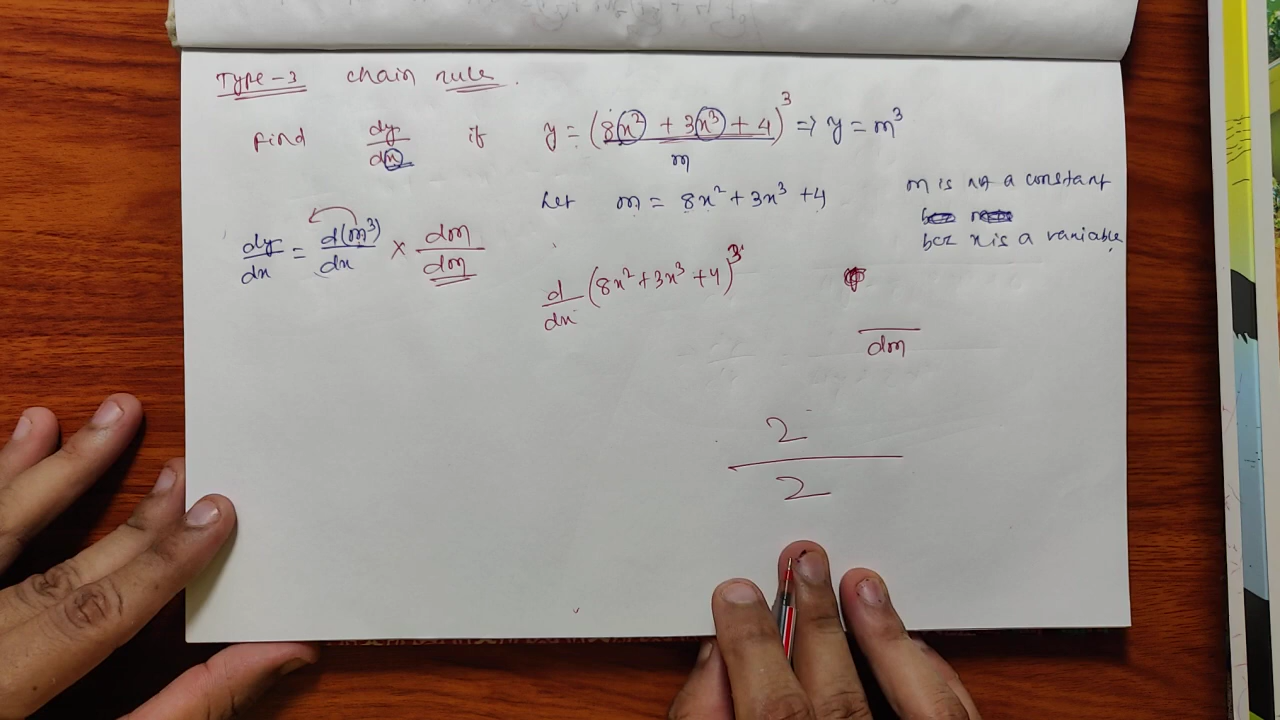 TYPE-3 chain rule.
Find dy/dx if y = (8x² + 3x³ + 4)³ ⇒ y = m³
m
Let m = 8x² + 3x³ + 4
m is not a constant
bcz x is a variable
dy/dx = d(m³)/dx × dm/dm
d/dx (8x² + 3x³ + 4)³
dm
2
2